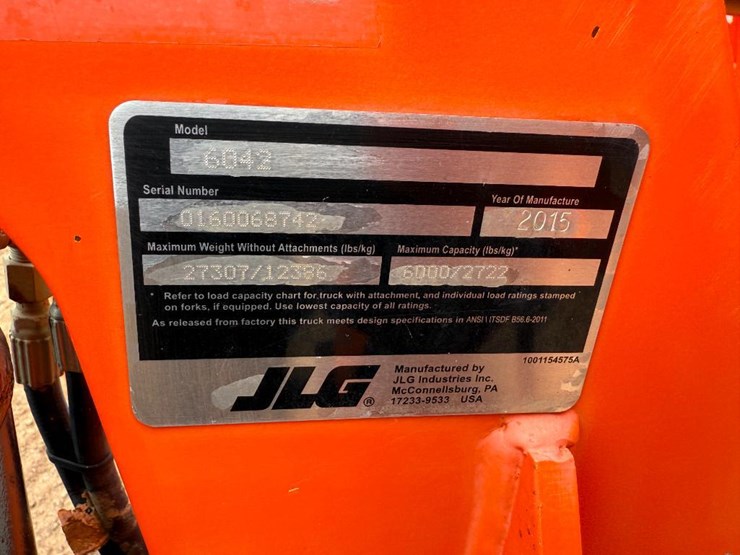 Model
6042
Serial Number
0160068742
Year Of Manufacture
2015
Maximum Weight Without Attachments (lbs/kg)
27307/12386
Maximum Capacity (lbs/kg)*
6000/2722
* Refer to load capacity chart for truck with attachment, and individual load ratings stamped
on forks, if equipped. Use lowest capacity of all ratings.
As released from factory this truck meets design specifications in ANSI \ ITSDF B56.6-2011
1001154575A
JLG®
Manufactured by
JLG Industries Inc.
McConnellsburg, PA
17233-9533 USA